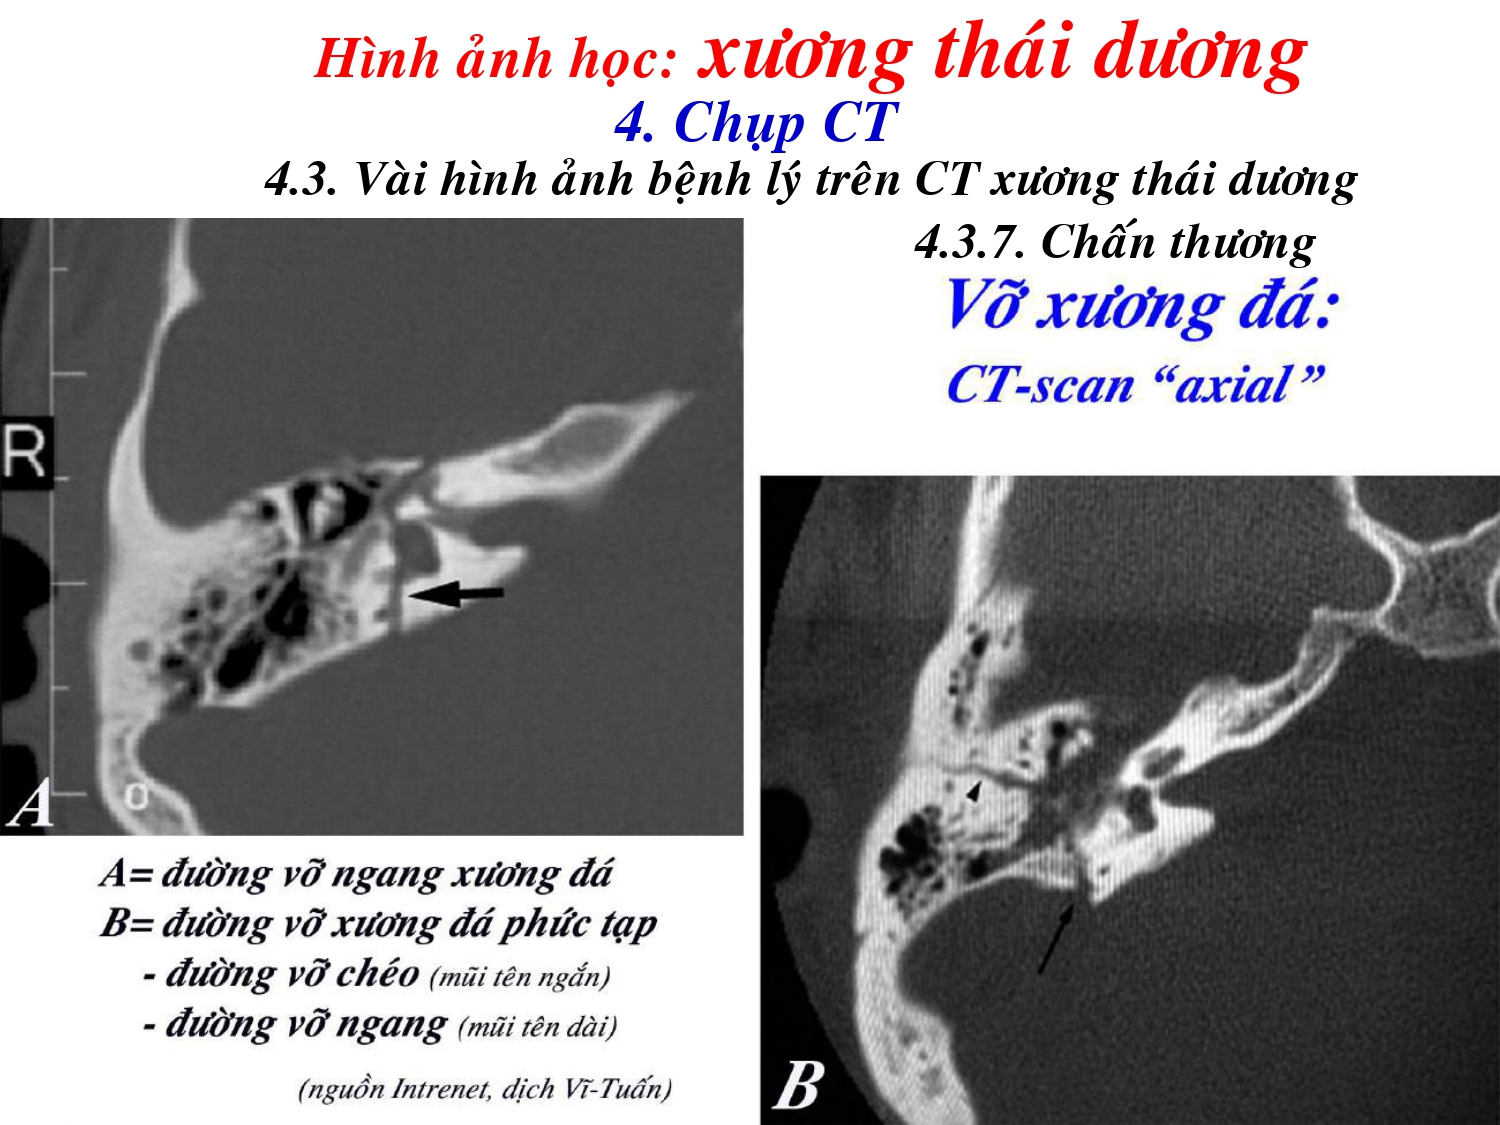 Hình ảnh học: xương thái dương
4. Chụp CT
4.3. Vài hình ảnh bệnh lý trên CT xương thái dương
4.3.7. Chấn thương
Vỡ xương đá:
CT-scan “axial”
R
A
O
A= đường vỡ ngang xương đá
B= đường vỡ xương đá phức tạp
- đường vỡ chéo (mũi tên ngắn)
- đường vỡ ngang (mũi tên dài)
(nguồn Intrenet, dịch Vĩ-Tuấn)
B